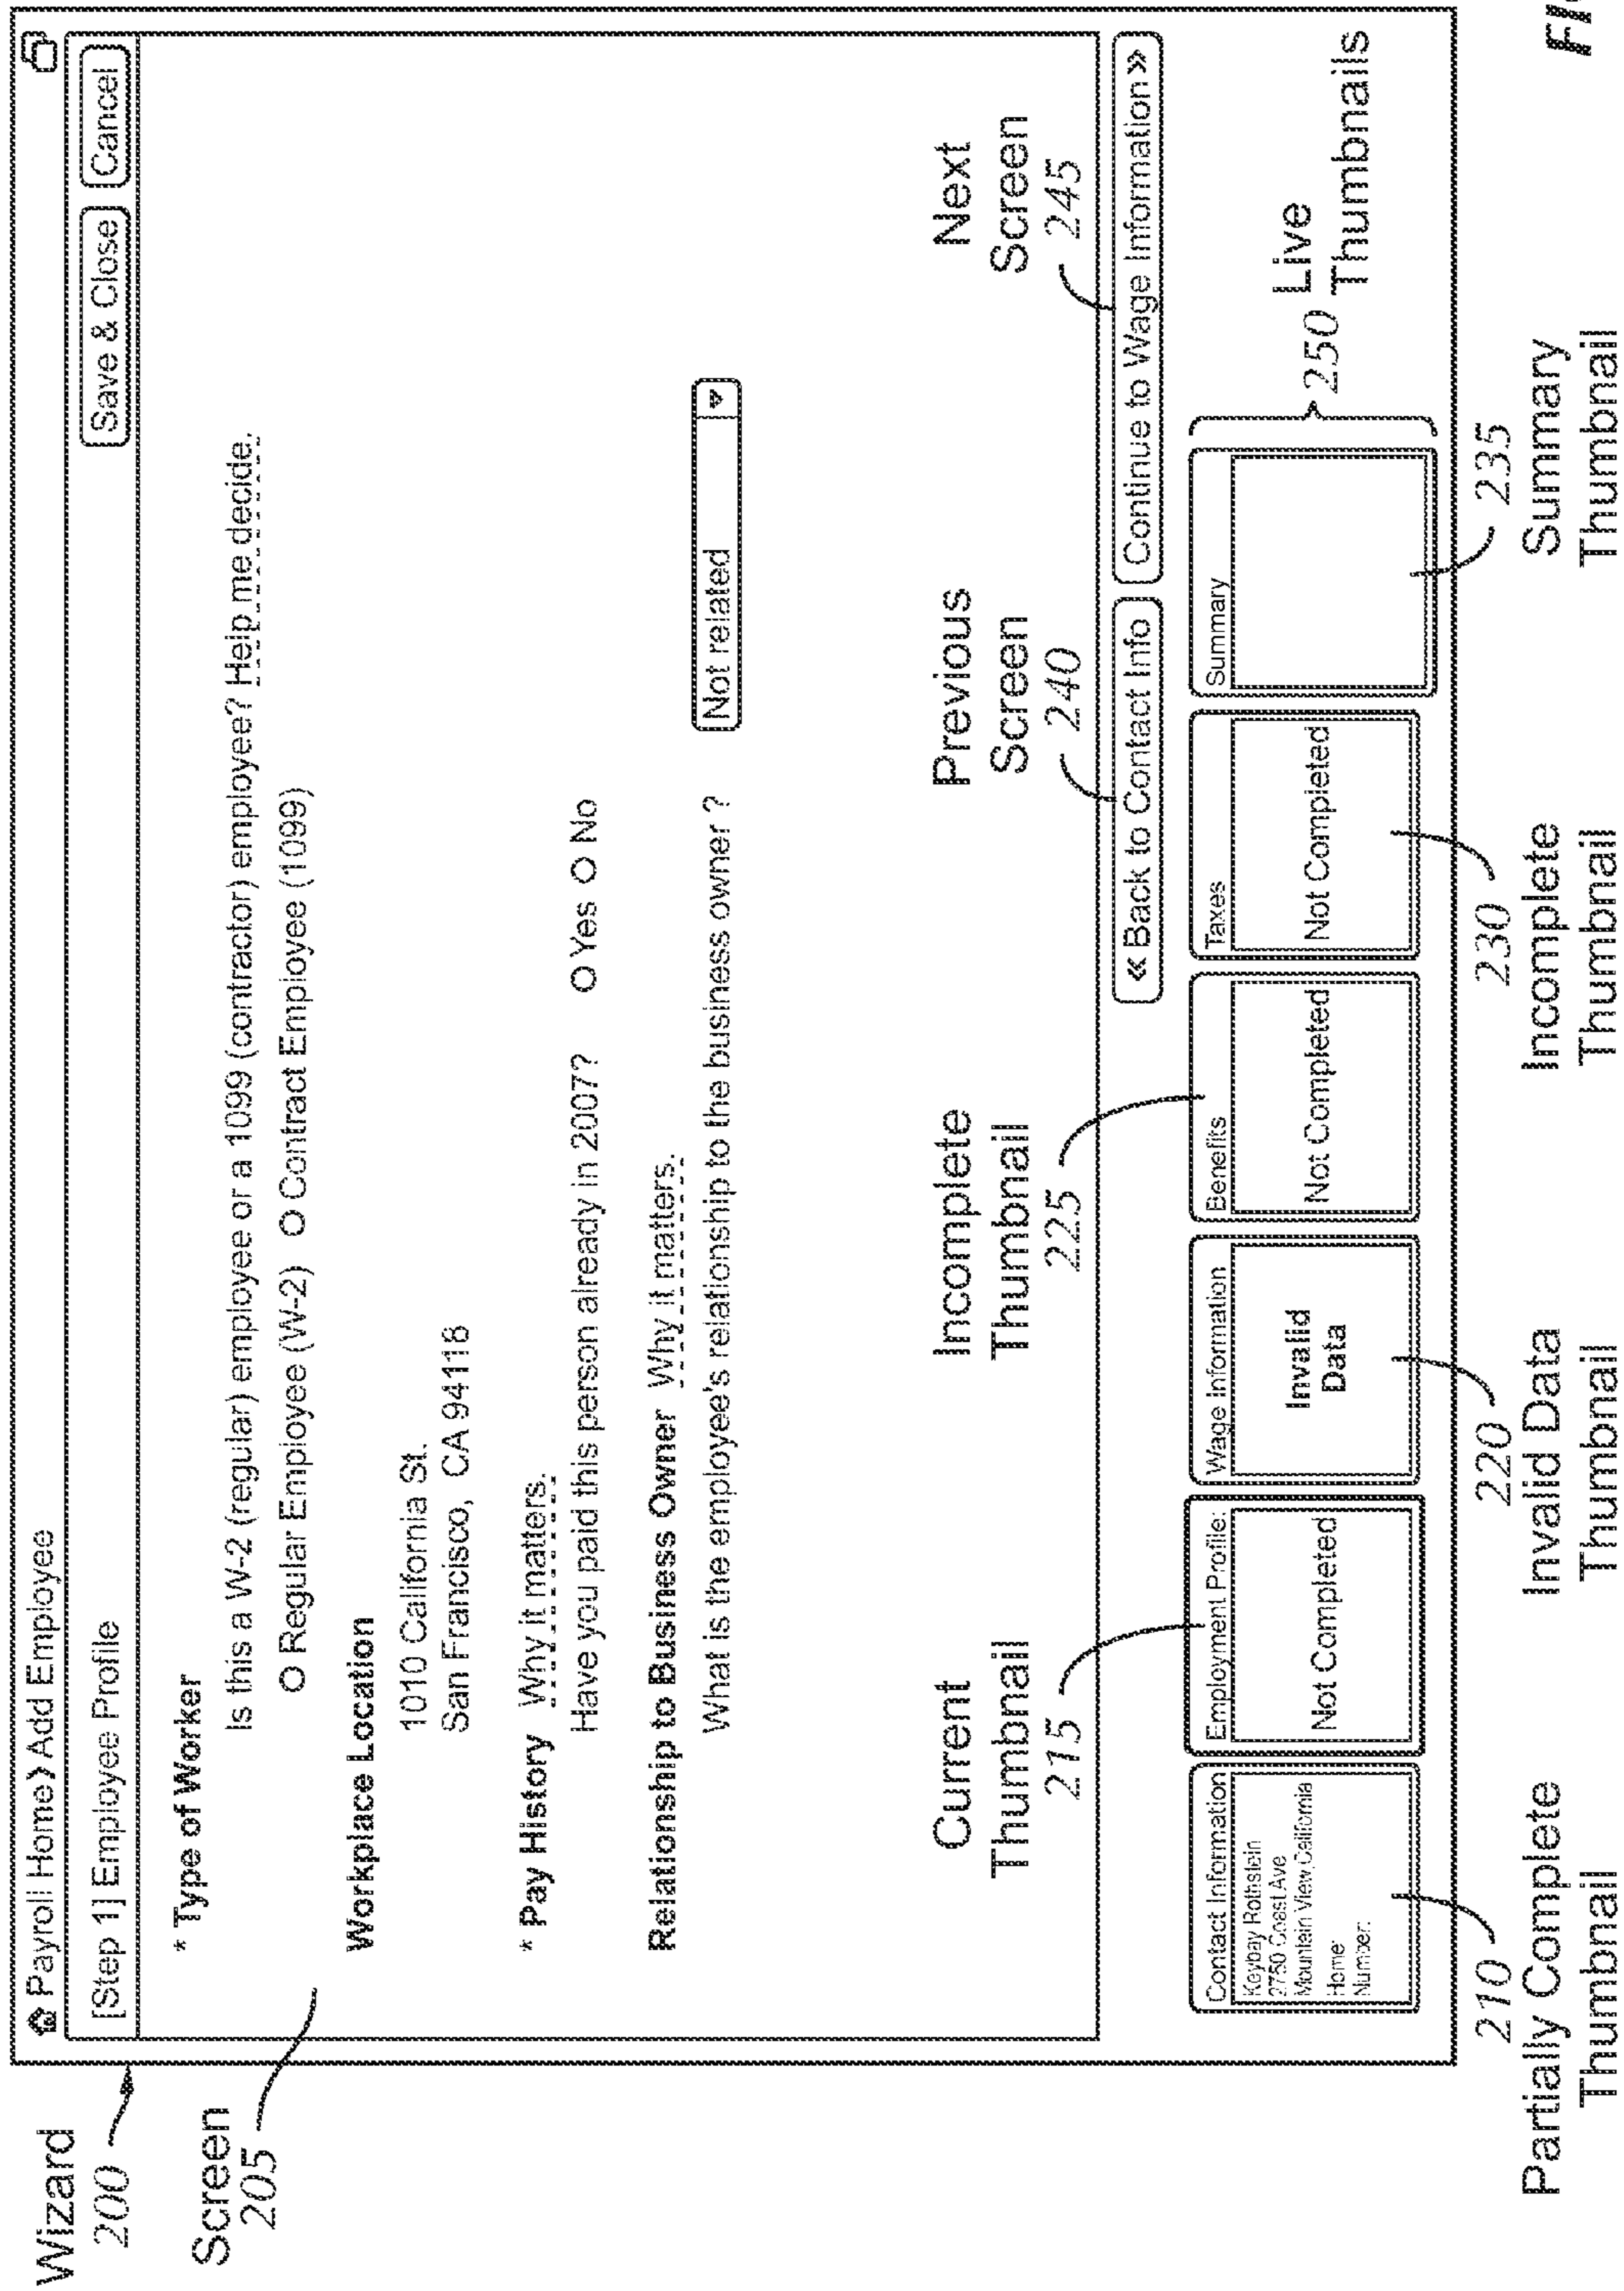 Wizard
200
Screen
205
Payroll Home > Add Employee
[Step 1] Employee Profile
Save & Close
Cancel
* Type of Worker
Is this a W-2 (regular) employee or a 1099 (contractor) employee? Help me decide.
O Regular Employee (W-2) O Contract Employee (1099)
Workplace Location
1010 California St.
San Francisco, CA 94118
* Pay History Why it matters.
Have you paid this person already in 2007? O Yes O No
Relationship to Business Owner Why it matters.
What is the employee's relationship to the business owner ?
Not related
Current
Thumbnail
215
Incomplete
Thumbnail
225
Previous
Screen
240
Next
Screen
245
« Back to Contact Info
Continue to Wage Information »
Contact Information
Keybay Rothstein
2750 Coast Ave
Mountain View,California
Home:
Number:
Employment Profile:
Not Completed
Wage Information
Invalid
Data
Benefits
Not Completed
Taxes
Not Completed
Summary
250
Live
Thumbnails
210
Partially Complete
Thumbnail
220
Invalid Data
Thumbnail
230
Incomplete
Thumbnail
235
Summary
Thumbnail